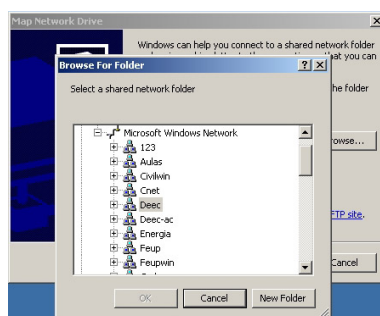 Map Network Drive
Windows can help you connect to a shared network folder
that you can
Browse For Folder
Select a shared network folder
he folder
Microsoft Windows Network
123
Aulas
Civilwin
Cnet
Deec
Deec-ac
Energia
Feup
Feupwin
owse...
FTP site.
Cancel
OK
Cancel
New Folder